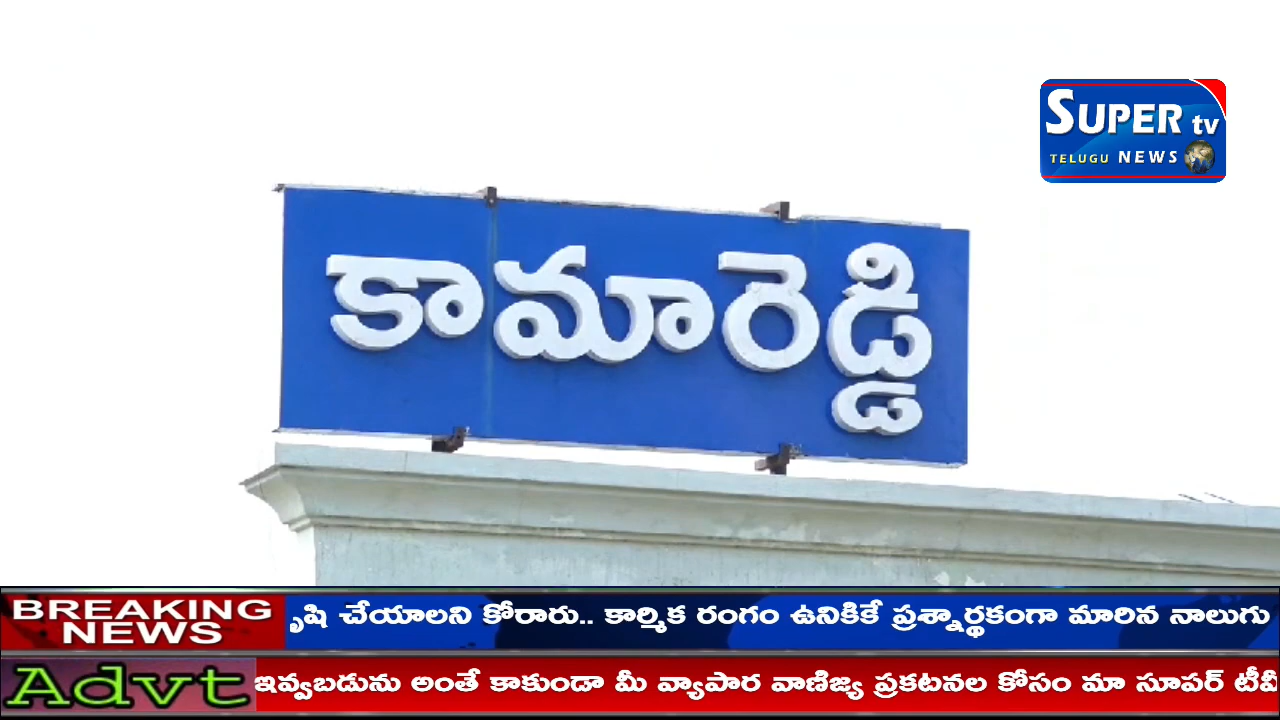 SUPER tv
TELUGU NEWS
కామారెడ్డి
BREAKING NEWS
ృషి చేయాలని కోరారు.. కార్మిక రంగం ఉనికికే ప్రశ్నార్థకంగా మారిన నాలుగు
Advt
ఇవ్వబడును అంతే కాకుండా మీ వ్యాపార వాణిజ్య ప్రకటనల కోసం మా సూపర్ టీవీ